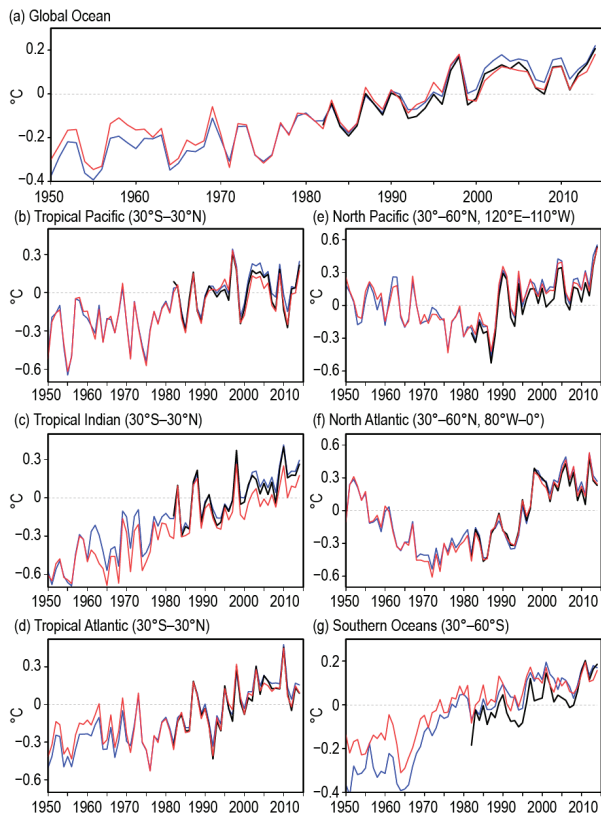 (a) Global Ocean
0.2
0
−0.2
−0.4
°C
1950 1960 1970 1980 1990 2000 2010
(b) Tropical Pacific (30°S–30°N)
0.3
0
−0.3
−0.6
°C
1950 1960 1970 1980 1990 2000 2010
(e) North Pacific (30°–60°N, 120°E–110°W)
0.6
0.3
0
−0.3
−0.6
°C
1950 1960 1970 1980 1990 2000 2010
(c) Tropical Indian (30°S–30°N)
0.3
0
−0.3
−0.6
°C
1950 1960 1970 1980 1990 2000 2010
(f) North Atlantic (30°–60°N, 80°W–0°)
0.6
0.3
0
−0.3
−0.6
°C
1950 1960 1970 1980 1990 2000 2010
(d) Tropical Atlantic (30°S–30°N)
0.3
0
−0.3
−0.6
°C
1950 1960 1970 1980 1990 2000 2010
(g) Southern Oceans (30°–60°S)
0.2
0
−0.2
−0.4
°C
1950 1960 1970 1980 1990 2000 2010